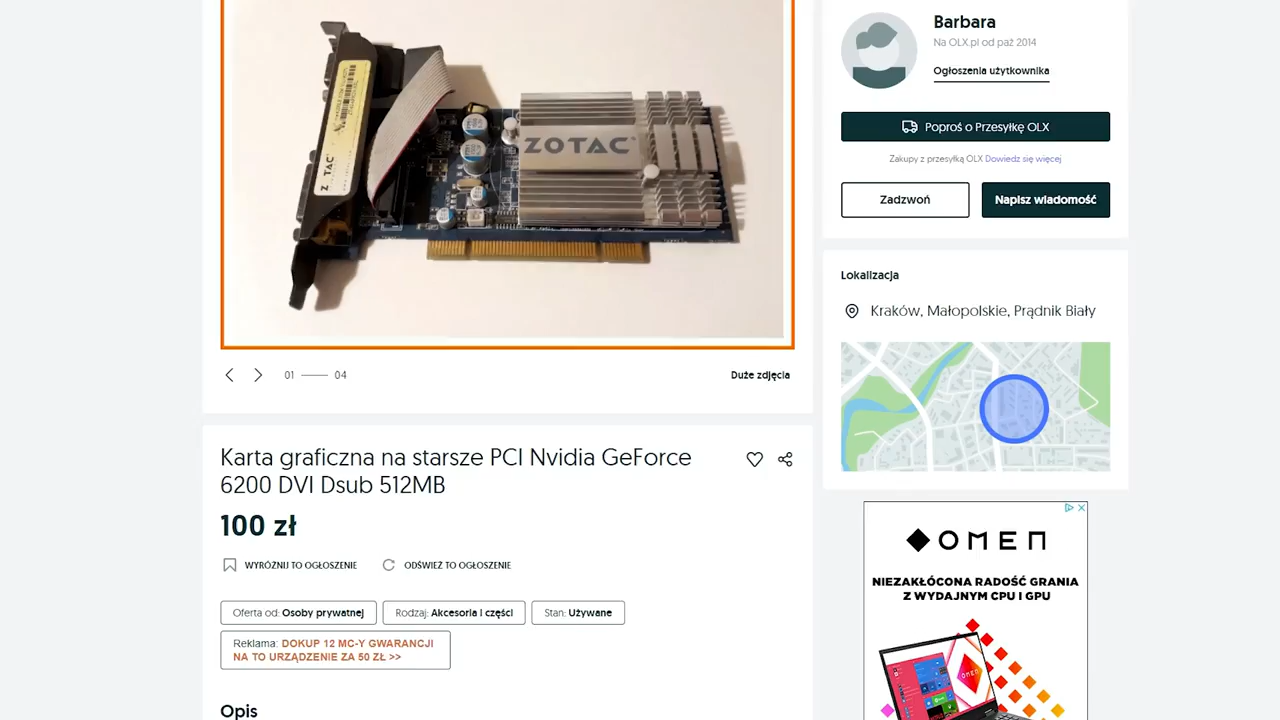 ZOTAC
ZOTAC
01
04
Duże zdjęcia
Karta graficzna na starsze PCI Nvidia GeForce
6200 DVI Dsub 512MB
100 zł
WYRÓŻNIJ TO OGŁOSZENIE
ODŚWIEŻ TO OGŁOSZENIE
Oferta od: Osoby prywatnej
Rodzaj: Akcesoria i części
Stan: Używane
Reklama: DOKUP 12 MC-Y GWARANCJI
NA TO URZĄDZENIE ZA 50 ZŁ >>
Opis
Barbara
Na OLX.pl od paź 2014
Ogłoszenia użytkownika
Poproś o Przesyłkę OLX
Zakupy z przesyłką OLX Dowiedz się więcej
Zadzwoń
Napisz wiadomość
Lokalizacja
Kraków, Małopolskie, Prądnik Biały
OMEN
NIEZAKŁÓCONA RADOŚĆ GRANIA
Z WYDAJNYM CPU I GPU